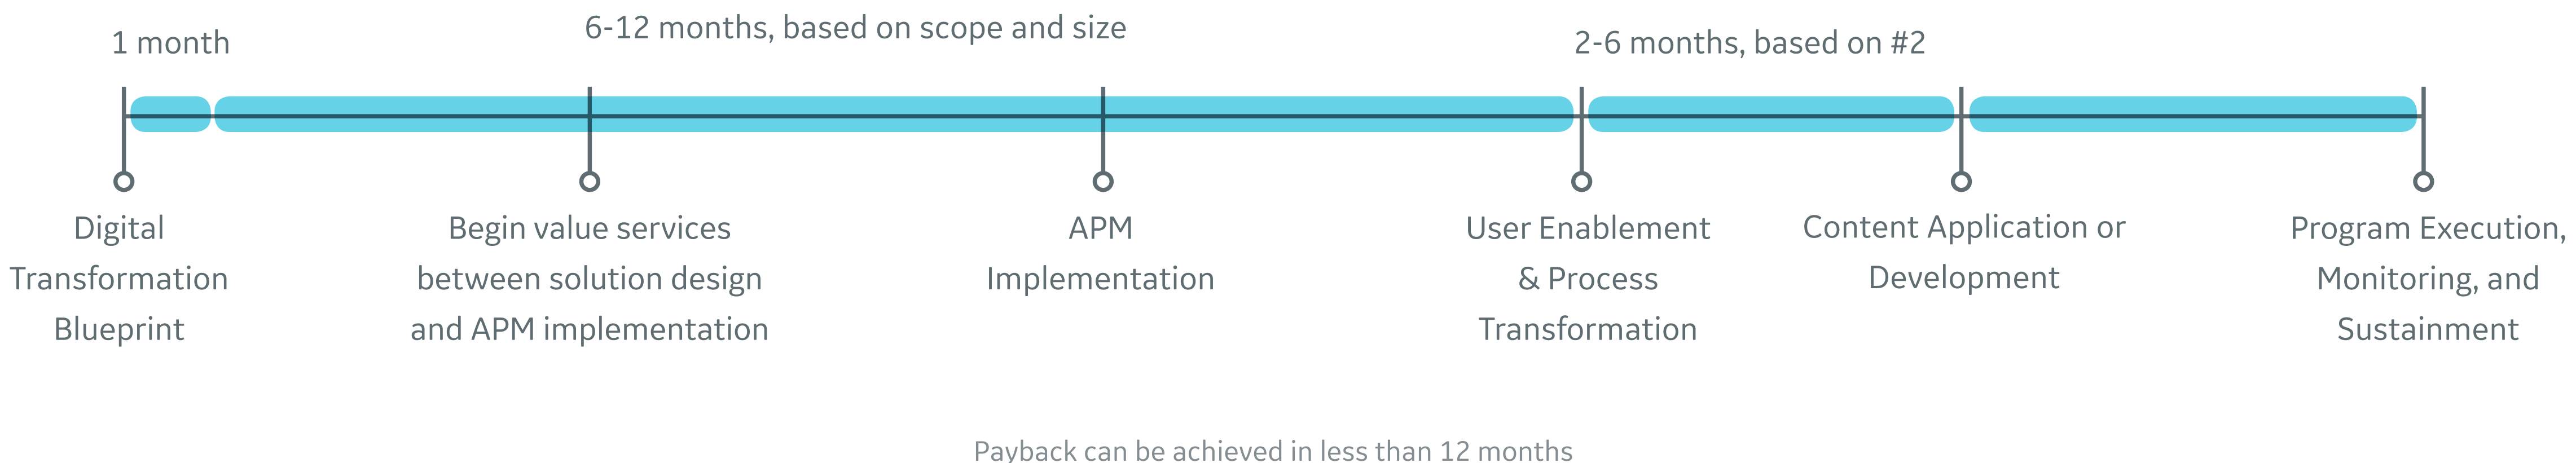 1 month
6-12 months, based on scope and size
2-6 months, based on #2
Digital
Transformation
Blueprint
Begin value services
between solution design
and APM implementation
APM
Implementation
User Enablement
& Process
Transformation
Content Application or
Development
Program Execution,
Monitoring, and
Sustainment
Payback can be achieved in less than 12 months